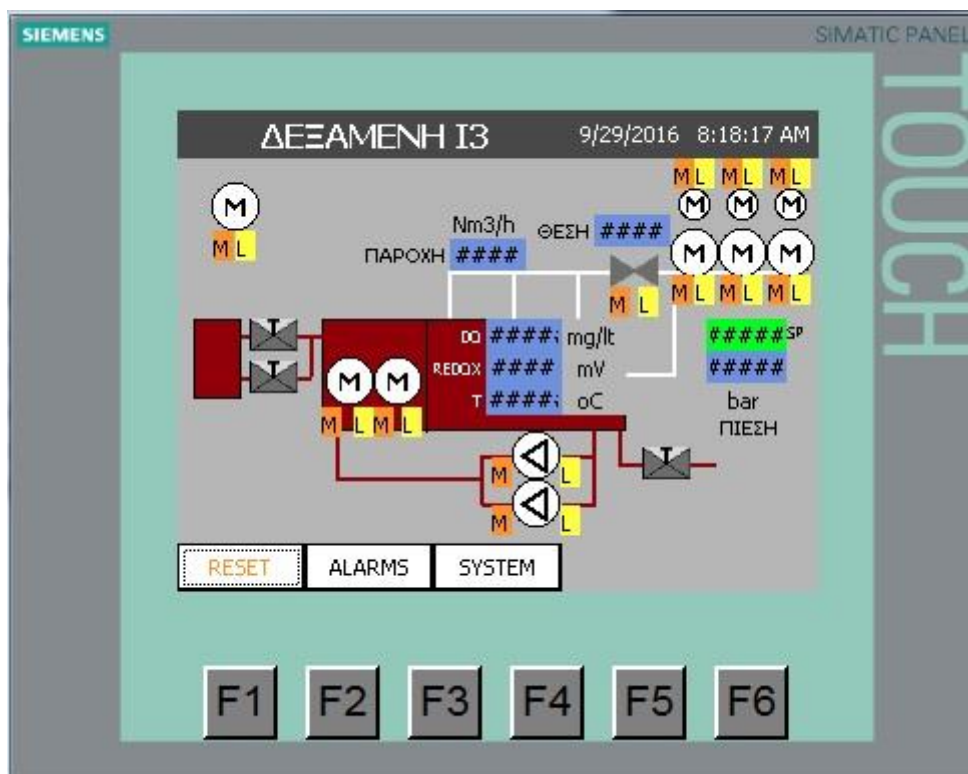 SIEMENS
SIMATIC PANEL
TOUCH
ΔΕΞΑΜΕΝΗ Ι3 9/29/2016 8:18:17 AM
M L M L M L
M M M M
M L
Nm3/h
ΠΑΡΟΧΗ ####
ΘΕΣΗ ####
M M M
M L M L M L M L
T
T
DO ####; mg/lt
REDOX #### mV
T ####; oC
##### SP
#####
bar
ΠΙΕΣΗ
M M
M L M L
T
M L
M L
RESET ALARMS SYSTEM
F1 F2 F3 F4 F5 F6